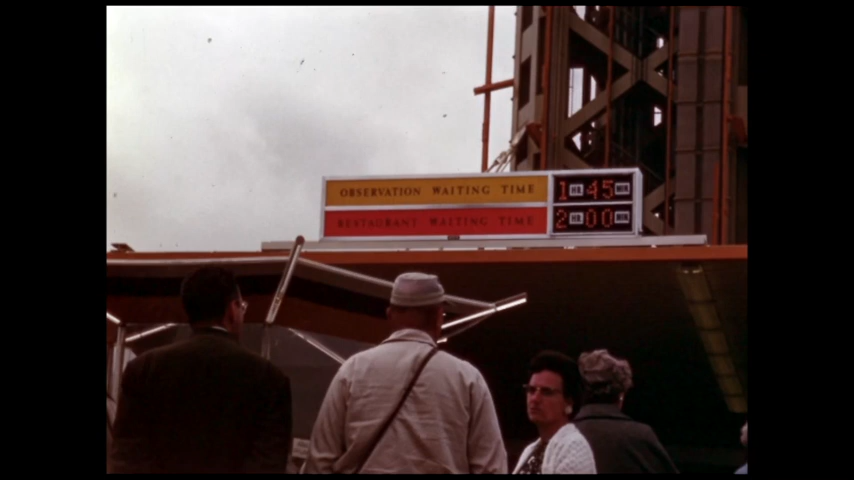 OBSERVATION WAITING TIME 1 HR. 45 MIN.
RESTAURANT WAITING TIME 2 HR. 00 MIN.